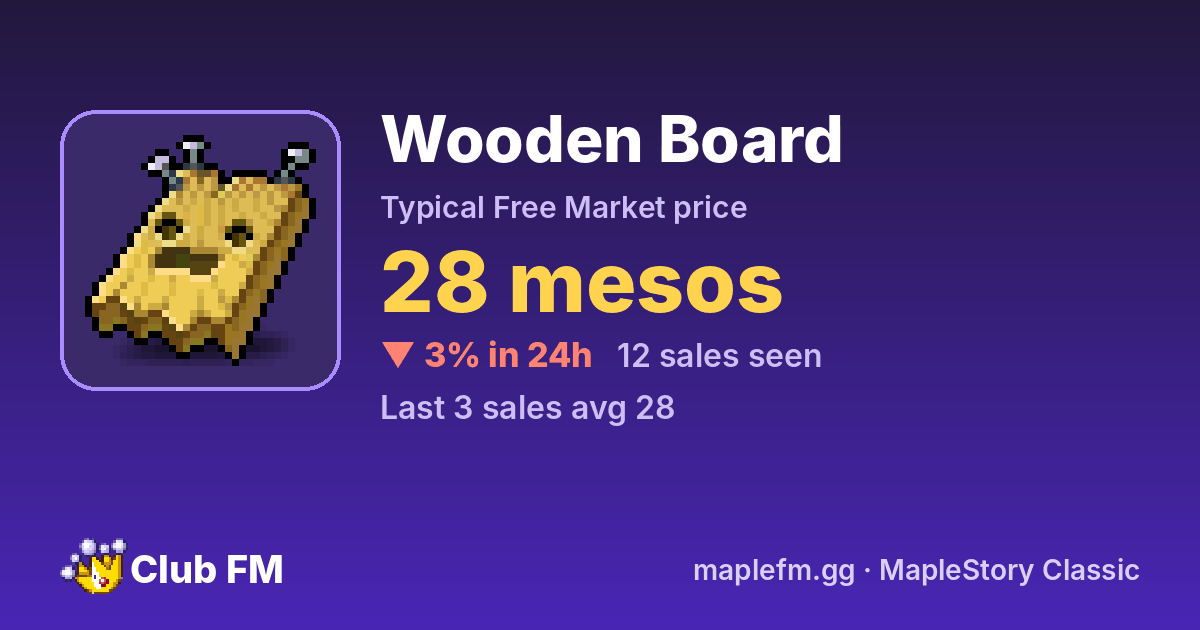 Wooden Board
Typical Free Market price
28 mesos
▼ 3% in 24h 12 sales seen
Last 3 sales avg 28
Club FM
maplefm.gg · MapleStory Classic